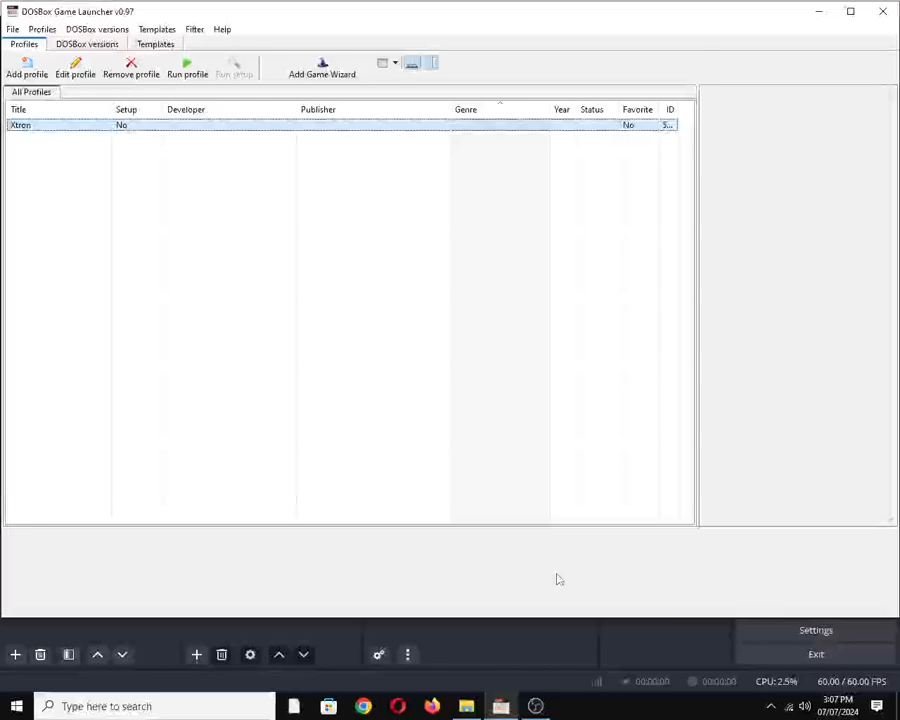 DOSBox Game Launcher v0.97
File Profiles DOSBox versions Templates Filter Help
Profiles DOSBox versions Templates
Add profile Edit profile Remove profile Run profile Run setup Add Game Wizard
All Profiles
Title Setup Developer Publisher Genre Year Status Favorite ID
Xtron No No 5...
Settings
Exit
00:00:00 00:00:00 CPU: 2.5% 60.00 / 60.00 FPS
Type here to search
3:07 PM
07/07/2024